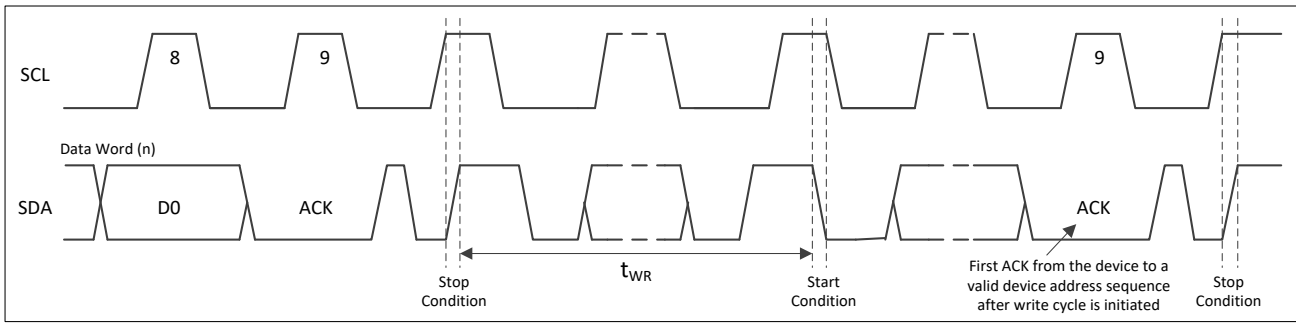 SCL
8
9
9
Data Word (n)
SDA
D0
ACK
ACK
tWR
Stop
Condition
Start
Condition
First ACK from the device to a
valid device address sequence
after write cycle is initiated
Stop
Condition